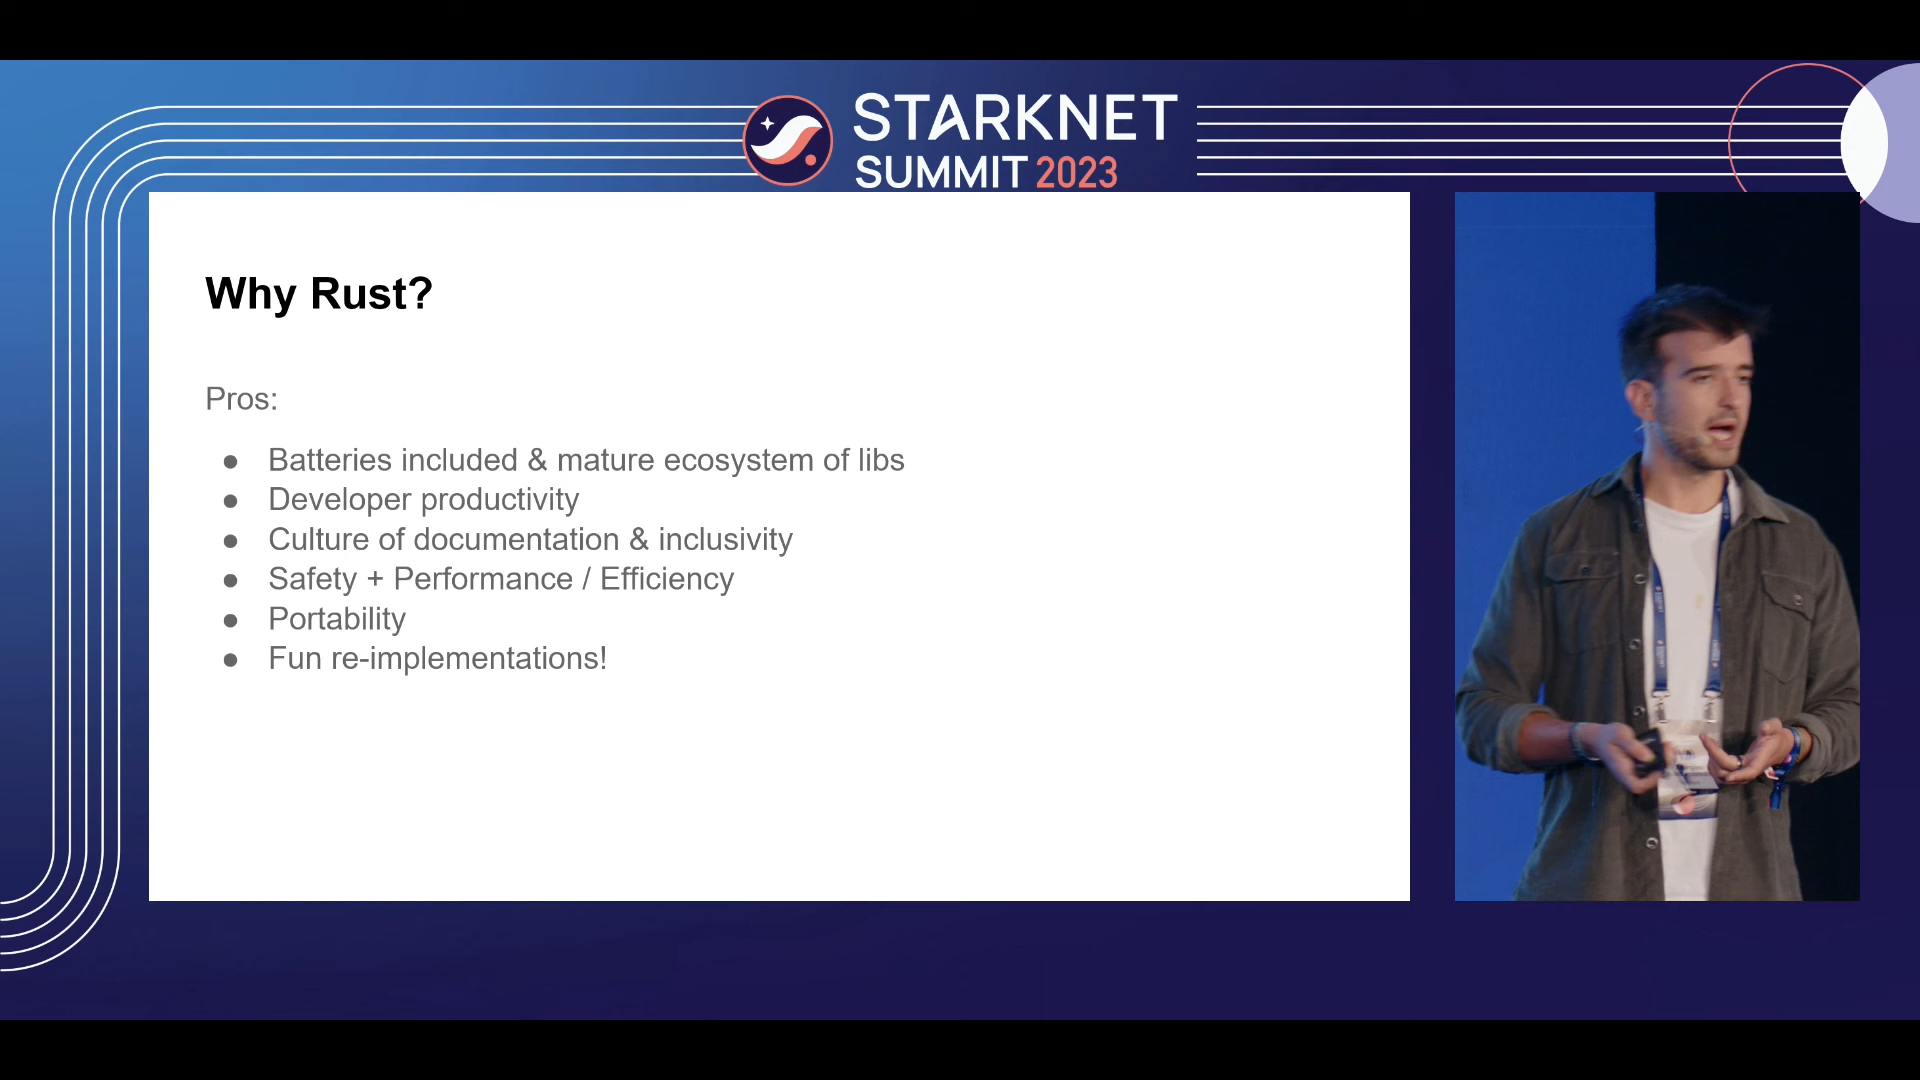 STARKNET
SUMMIT 2023
Why Rust?
Pros:
● Batteries included & mature ecosystem of libs
● Developer productivity
● Culture of documentation & inclusivity
● Safety + Performance / Efficiency
● Portability
● Fun re-implementations!